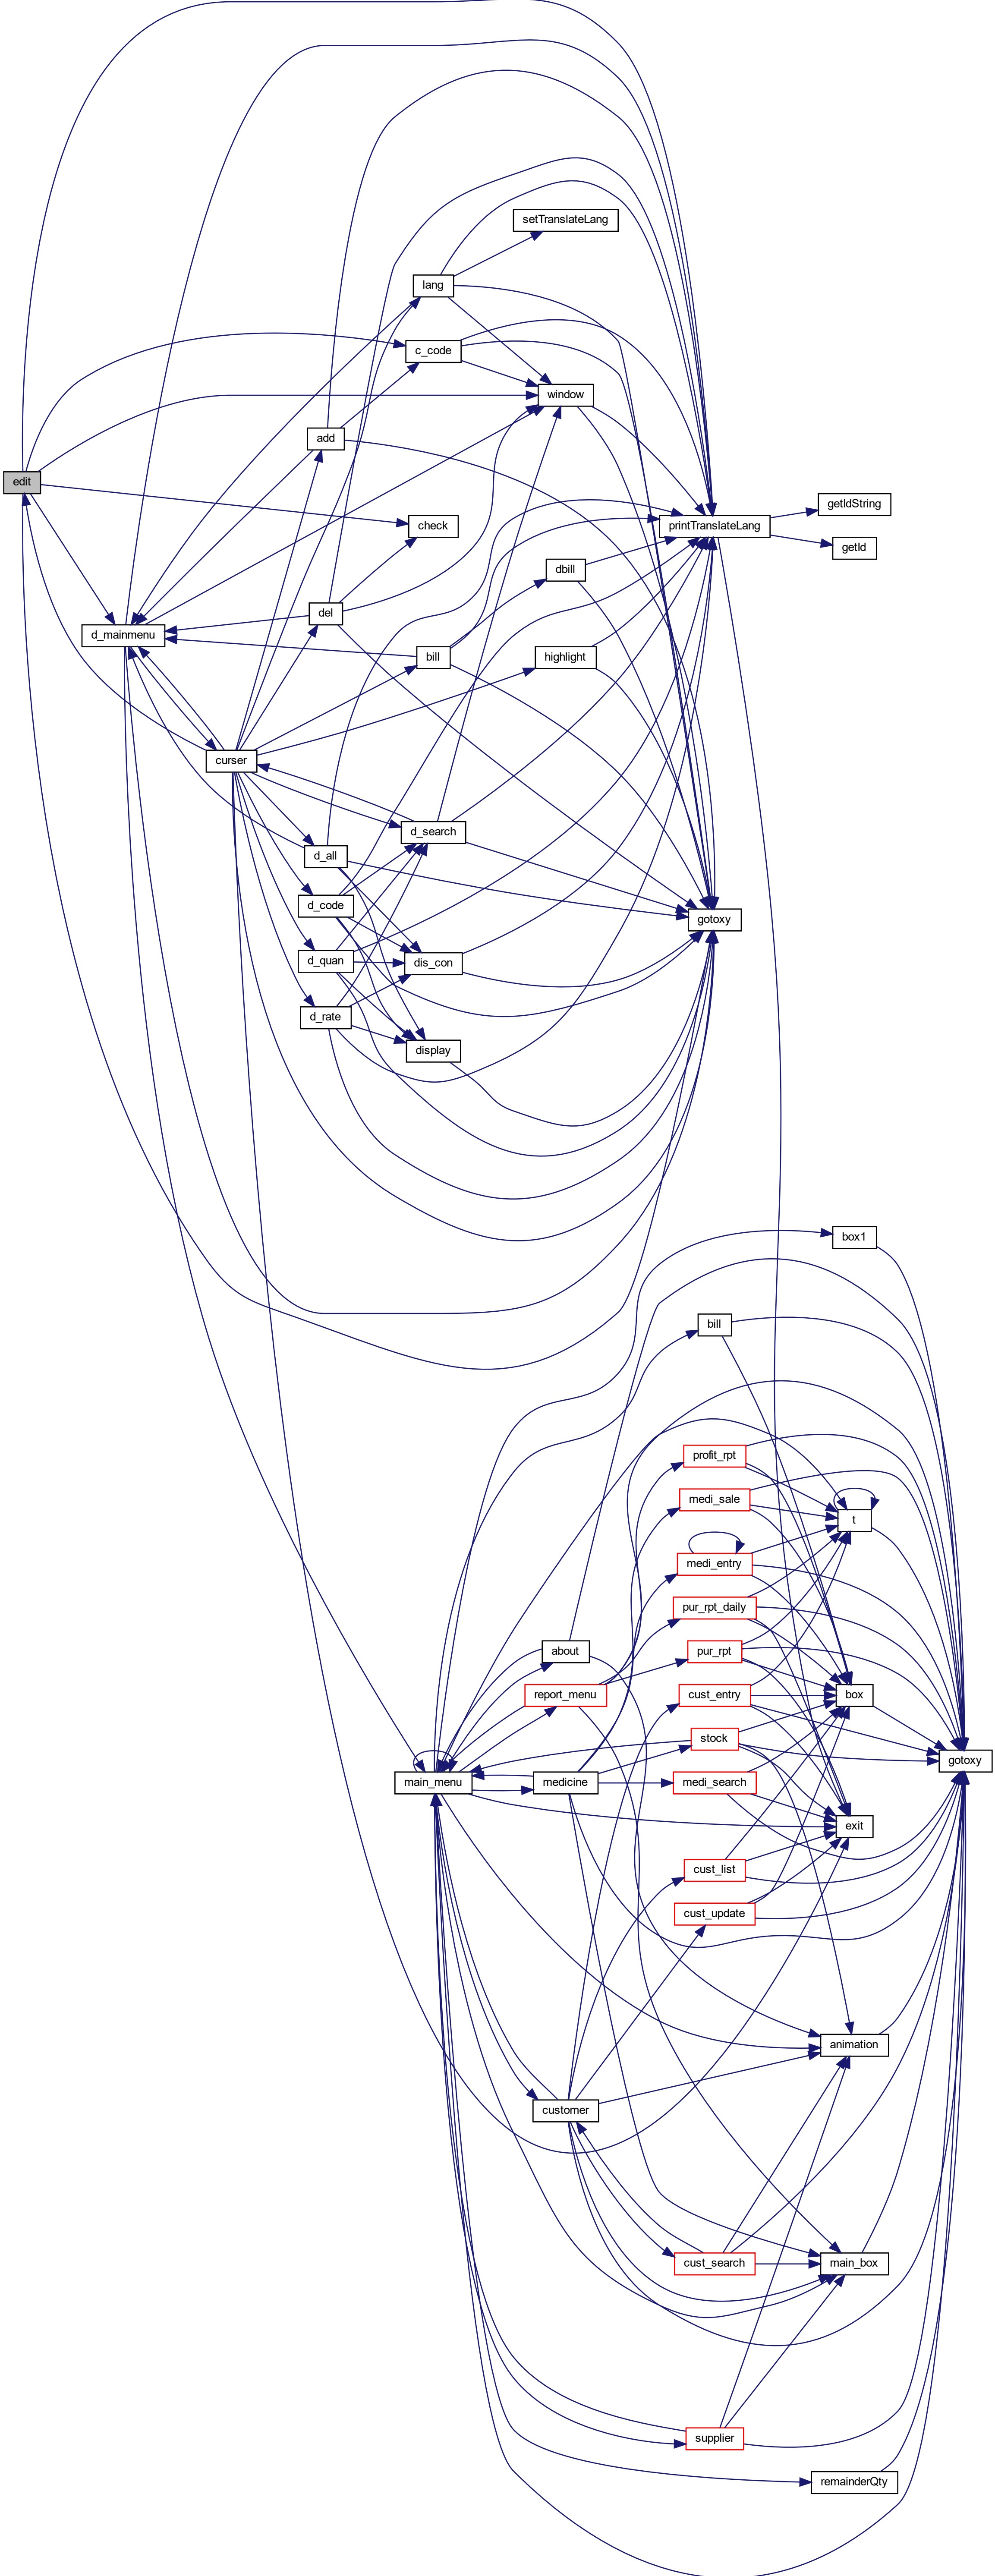 setTranslateLang
lang
c_code
window
add
edit
getIdString
check
printTranslateLang
getId
dbill
del
d_mainmenu
bill
highlight
curser
d_search
d_all
d_code
gotoxy
d_quan
dis_con
d_rate
display
box1
bill
profit_rpt
medi_sale
t
medi_entry
pur_rpt_daily
about
pur_rpt
report_menu
cust_entry
box
stock
gotoxy
main_menu
medicine
medi_search
exit
cust_list
cust_update
animation
customer
cust_search
main_box
supplier
remainderQty